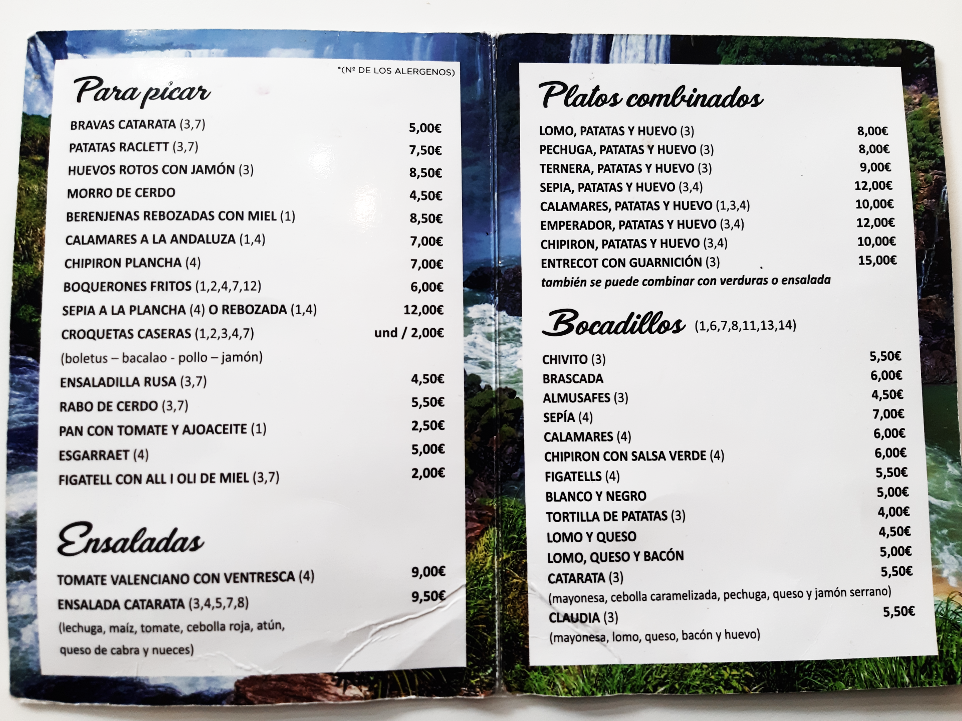 *(Nº DE LOS ALERGENOS)
Para picar
BRAVAS CATARATA (3,7) 5,00€
PATATAS RACLETT (3,7) 7,50€
HUEVOS ROTOS CON JAMÓN (3) 8,50€
MORRO DE CERDO 4,50€
BERENJENAS REBOZADAS CON MIEL (1) 8,50€
CALAMARES A LA ANDALUZA (1,4) 7,00€
CHIPIRON PLANCHA (4) 7,00€
BOQUERONES FRITOS (1,2,4,7,12) 6,00€
SEPIA A LA PLANCHA (4) O REBOZADA (1,4) 12,00€
CROQUETAS CASERAS (1,2,3,4,7) und / 2,00€
(boletus – bacalao - pollo – jamón)
ENSALADILLA RUSA (3,7) 4,50€
RABO DE CERDO (3,7) 5,50€
PAN CON TOMATE Y AJOACEITE (1) 2,50€
ESGARRAET (4) 5,00€
FIGATELL CON ALL I OLI DE MIEL (3,7) 2,00€
Ensaladas
TOMATE VALENCIANO CON VENTRESCA (4) 9,00€
ENSALADA CATARATA (3,4,5,7,8) 9,50€
(lechuga, maíz, tomate, cebolla roja, atún,
queso de cabra y nueces)
Platos combinados
LOMO, PATATAS Y HUEVO (3) 8,00€
PECHUGA, PATATAS Y HUEVO (3) 8,00€
TERNERA, PATATAS Y HUEVO (3) 9,00€
SEPIA, PATATAS Y HUEVO (3,4) 12,00€
CALAMARES, PATATAS Y HUEVO (1,3,4) 10,00€
EMPERADOR, PATATAS Y HUEVO (3,4) 12,00€
CHIPIRON, PATATAS Y HUEVO (3,4) 10,00€
ENTRECOT CON GUARNICIÓN (3) 15,00€
también se puede combinar con verduras o ensalada
Bocadillos (1,6,7,8,11,13,14)
CHIVITO (3) 5,50€
BRASCADA 6,00€
ALMUSAFES (3) 4,50€
SEPÍA (4) 7,00€
CALAMARES (4) 6,00€
CHIPIRON CON SALSA VERDE (4) 6,00€
FIGATELLS (4) 5,50€
BLANCO Y NEGRO 5,00€
TORTILLA DE PATATAS (3) 4,00€
LOMO Y QUESO 4,50€
LOMO, QUESO Y BACÓN 5,00€
CATARATA (3) 5,50€
(mayonesa, cebolla caramelizada, pechuga, queso y jamón serrano)
CLAUDIA (3) 5,50€
(mayonesa, lomo, queso, bacón y huevo)